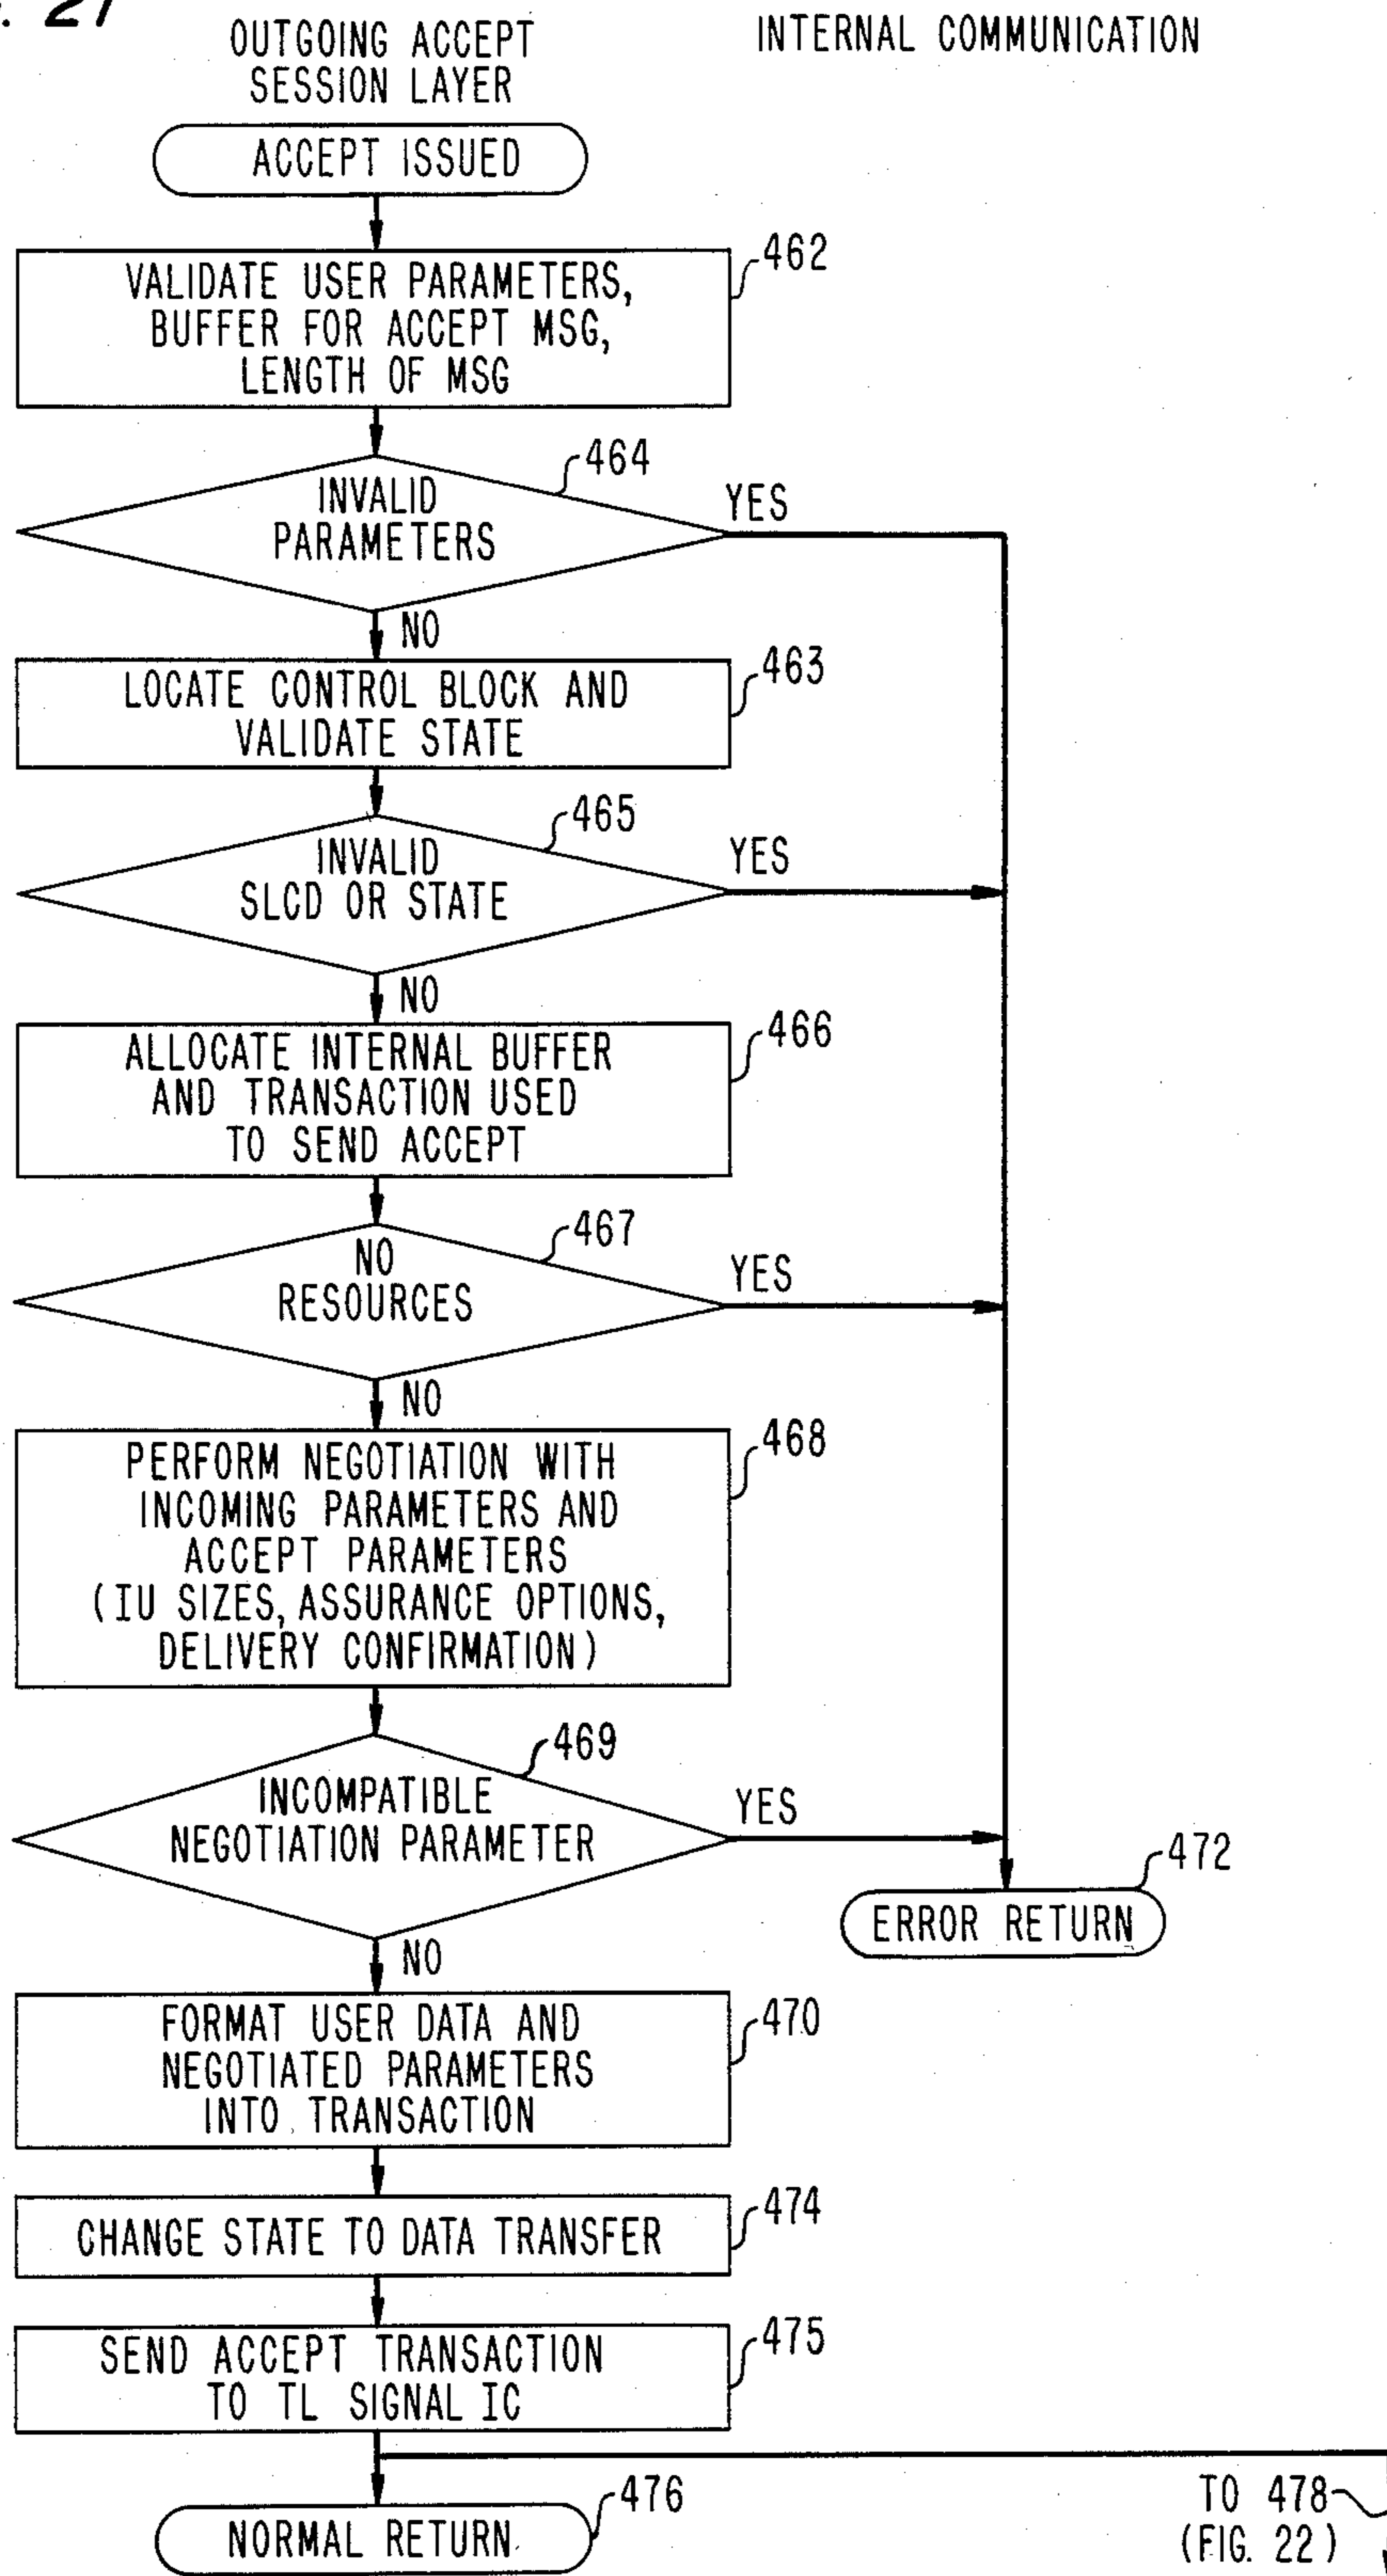 . 21
OUTGOING ACCEPT
SESSION LAYER
INTERNAL COMMUNICATION
ACCEPT ISSUED
462
VALIDATE USER PARAMETERS,
BUFFER FOR ACCEPT MSG,
LENGTH OF MSG
464
INVALID
PARAMETERS
YES
NO
463
LOCATE CONTROL BLOCK AND
VALIDATE STATE
465
INVALID
SLCD OR STATE
YES
NO
466
ALLOCATE INTERNAL BUFFER
AND TRANSACTION USED
TO SEND ACCEPT
467
NO
RESOURCES
YES
NO
468
PERFORM NEGOTIATION WITH
INCOMING PARAMETERS AND
ACCEPT PARAMETERS
(IU SIZES, ASSURANCE OPTIONS,
DELIVERY CONFIRMATION)
469
INCOMPATIBLE
NEGOTIATION PARAMETER
YES
472
ERROR RETURN
NO
470
FORMAT USER DATA AND
NEGOTIATED PARAMETERS
INTO TRANSACTION
474
CHANGE STATE TO DATA TRANSFER
475
SEND ACCEPT TRANSACTION
TO TL SIGNAL IC
476
NORMAL RETURN
TO 478
(FIG. 22)